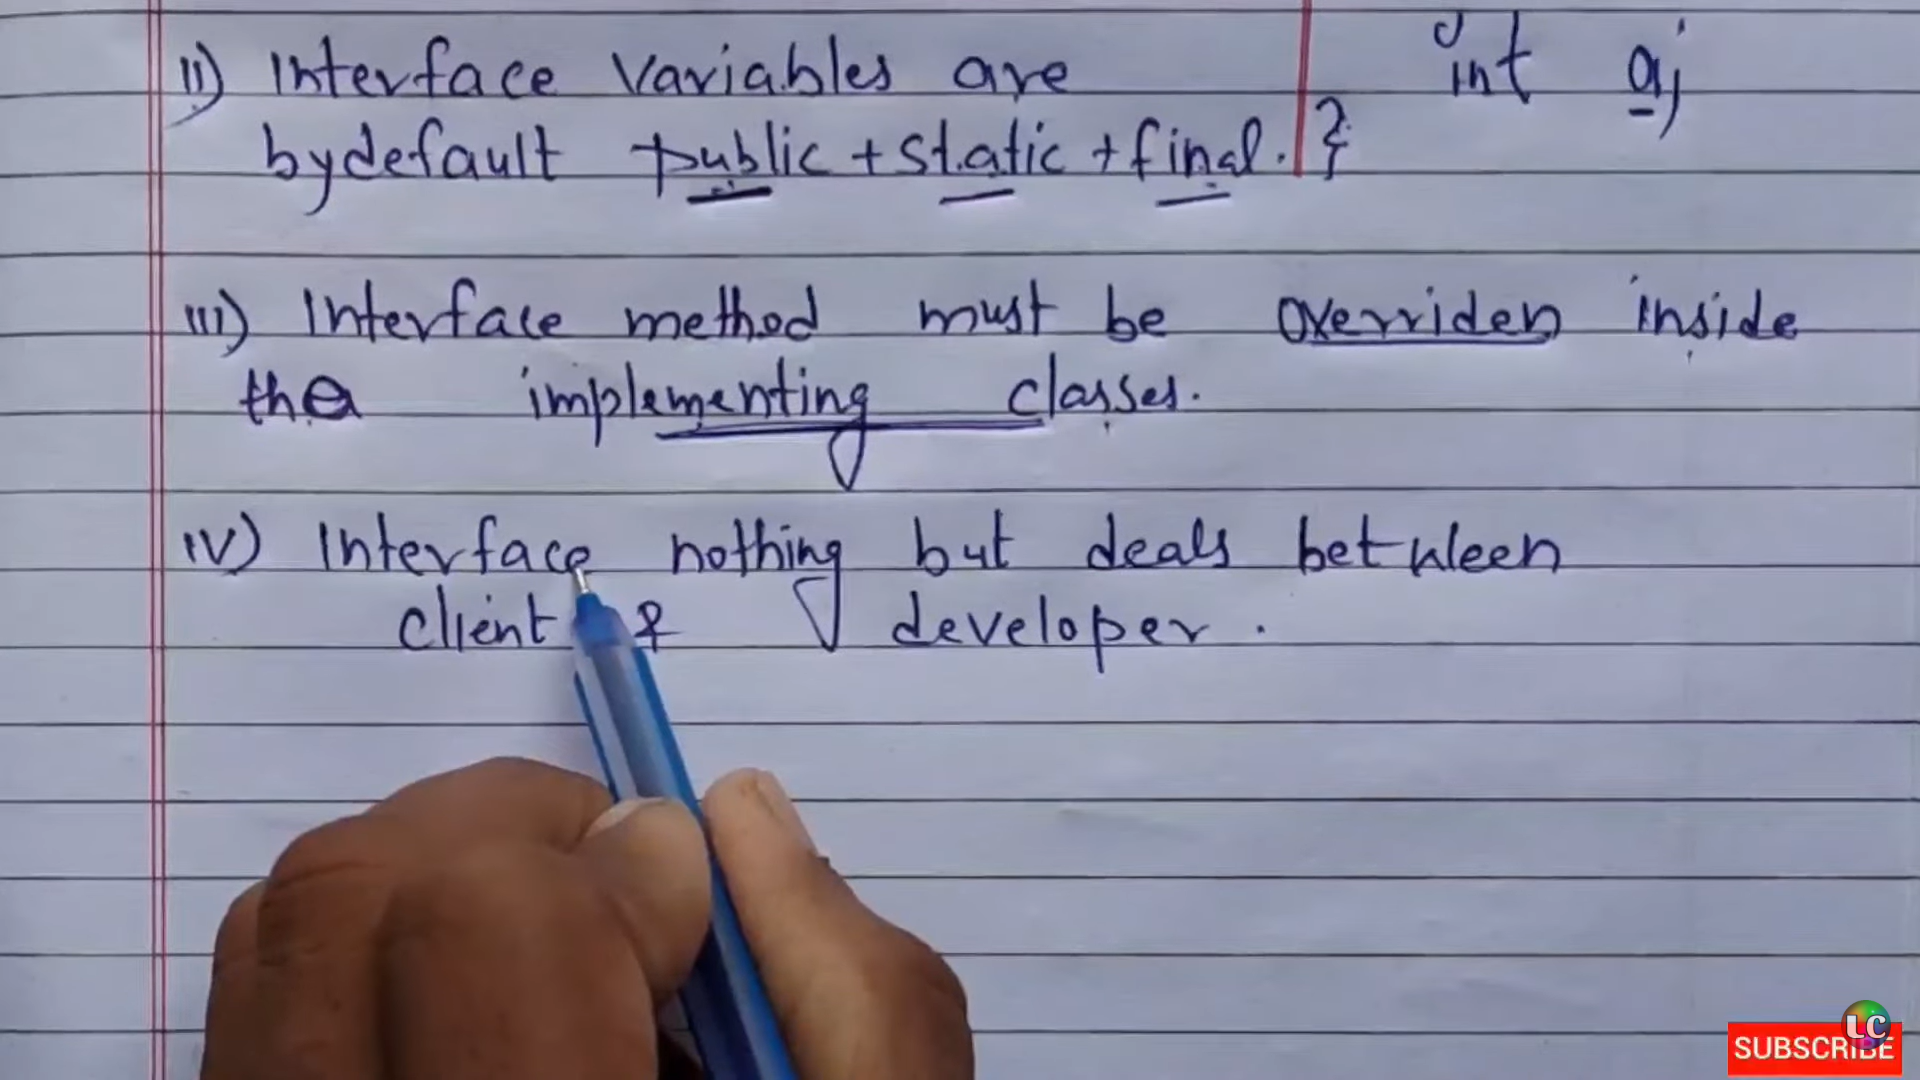 II) Interface Variables are
bydefault public + static + final. }
int a;
III) Interface method must be overriden inside
the implementing classes.
IV) Interface nothing but deals between
client & developer.
LC
SUBSCRIBE